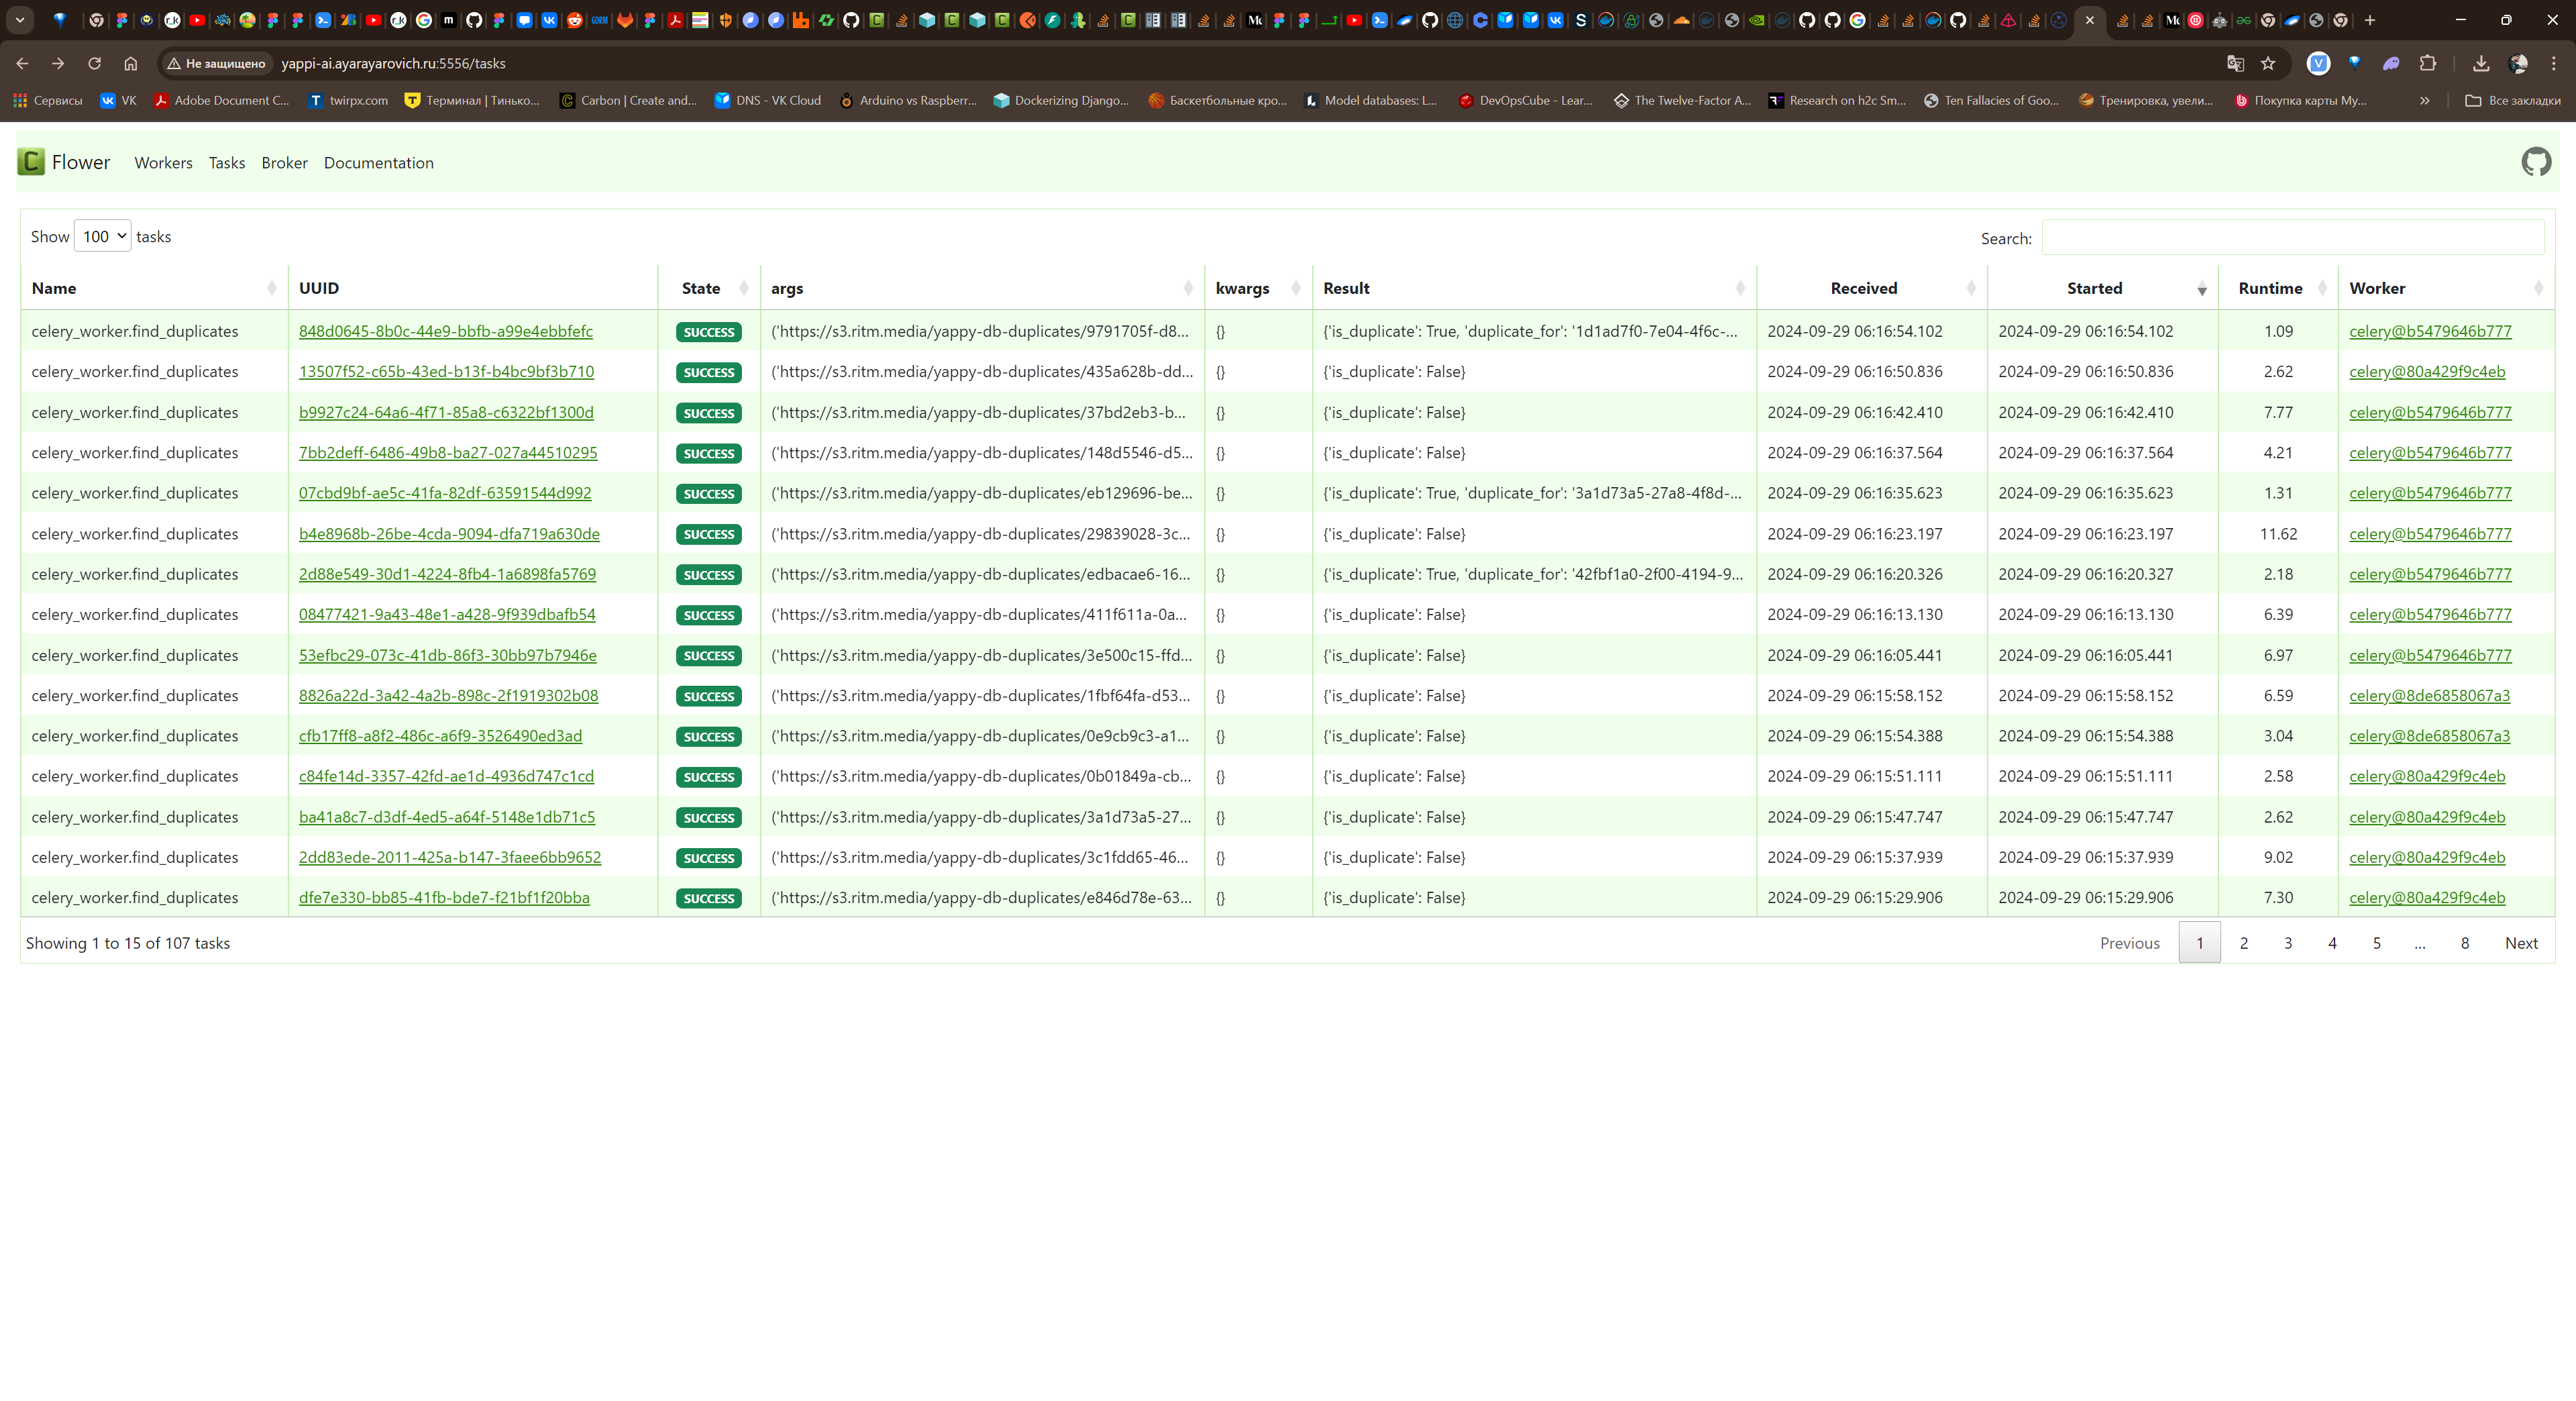 Не защищено yappi-ai.ayarayarovich.ru:5556/tasks
Сервисы VK Adobe Document C... twirpx.com Терминал | Тинько... Carbon | Create and... DNS - VK Cloud Arduino vs Raspberr... Dockerizing Django... Баскетбольные кро... Model databases: L... DevOpsCube - Lear... The Twelve-Factor A... Research on h2c Sm... Ten Fallacies of Goo... Тренировка, увели... Покупка карты My... » Все закладки
Flower Workers Tasks Broker Documentation
Show 100 tasks Search:
Name UUID State args kwargs Result Received Started Runtime Worker
celery_worker.find_duplicates 848d0645-8b0c-44e9-bbfb-a99e4ebbfefc SUCCESS ('https://s3.ritm.media/yappy-db-duplicates/9791705f-d8... {} {'is_duplicate': True, 'duplicate_for': '1d1ad7f0-7e04-4f6c-... 2024-09-29 06:16:54.102 2024-09-29 06:16:54.102 1.09 celery@b5479646b777
celery_worker.find_duplicates 13507f52-c65b-43ed-b13f-b4bc9bf3b710 SUCCESS ('https://s3.ritm.media/yappy-db-duplicates/435a628b-dd... {} {'is_duplicate': False} 2024-09-29 06:16:50.836 2024-09-29 06:16:50.836 2.62 celery@80a429f9c4eb
celery_worker.find_duplicates b9927c24-64a6-4f71-85a8-c6322bf1300d SUCCESS ('https://s3.ritm.media/yappy-db-duplicates/37bd2eb3-b... {} {'is_duplicate': False} 2024-09-29 06:16:42.410 2024-09-29 06:16:42.410 7.77 celery@b5479646b777
celery_worker.find_duplicates 7bb2deff-6486-49b8-ba27-027a44510295 SUCCESS ('https://s3.ritm.media/yappy-db-duplicates/148d5546-d5... {} {'is_duplicate': False} 2024-09-29 06:16:37.564 2024-09-29 06:16:37.564 4.21 celery@b5479646b777
celery_worker.find_duplicates 07cbd9bf-ae5c-41fa-82df-63591544d992 SUCCESS ('https://s3.ritm.media/yappy-db-duplicates/eb129696-be... {} {'is_duplicate': True, 'duplicate_for': '3a1d73a5-27a8-4f8d-... 2024-09-29 06:16:35.623 2024-09-29 06:16:35.623 1.31 celery@b5479646b777
celery_worker.find_duplicates b4e8968b-26be-4cda-9094-dfa719a630de SUCCESS ('https://s3.ritm.media/yappy-db-duplicates/29839028-3c... {} {'is_duplicate': False} 2024-09-29 06:16:23.197 2024-09-29 06:16:23.197 11.62 celery@b5479646b777
celery_worker.find_duplicates 2d88e549-30d1-4224-8fb4-1a6898fa5769 SUCCESS ('https://s3.ritm.media/yappy-db-duplicates/edbacae6-16... {} {'is_duplicate': True, 'duplicate_for': '42fbf1a0-2f00-4194-9... 2024-09-29 06:16:20.326 2024-09-29 06:16:20.327 2.18 celery@b5479646b777
celery_worker.find_duplicates 08477421-9a43-48e1-a428-9f939dbafb54 SUCCESS ('https://s3.ritm.media/yappy-db-duplicates/411f611a-0a... {} {'is_duplicate': False} 2024-09-29 06:16:13.130 2024-09-29 06:16:13.130 6.39 celery@b5479646b777
celery_worker.find_duplicates 53efbc29-073c-41db-86f3-30bb97b7946e SUCCESS ('https://s3.ritm.media/yappy-db-duplicates/3e500c15-ffd... {} {'is_duplicate': False} 2024-09-29 06:16:05.441 2024-09-29 06:16:05.441 6.97 celery@b5479646b777
celery_worker.find_duplicates 8826a22d-3a42-4a2b-898c-2f1919302b08 SUCCESS ('https://s3.ritm.media/yappy-db-duplicates/1fbf64fa-d53... {} {'is_duplicate': False} 2024-09-29 06:15:58.152 2024-09-29 06:15:58.152 6.59 celery@8de6858067a3
celery_worker.find_duplicates cfb17ff8-a8f2-486c-a6f9-3526490ed3ad SUCCESS ('https://s3.ritm.media/yappy-db-duplicates/0e9cb9c3-a1... {} {'is_duplicate': False} 2024-09-29 06:15:54.388 2024-09-29 06:15:54.388 3.04 celery@8de6858067a3
celery_worker.find_duplicates c84fe14d-3357-42fd-ae1d-4936d747c1cd SUCCESS ('https://s3.ritm.media/yappy-db-duplicates/0b01849a-cb... {} {'is_duplicate': False} 2024-09-29 06:15:51.111 2024-09-29 06:15:51.111 2.58 celery@80a429f9c4eb
celery_worker.find_duplicates ba41a8c7-d3df-4ed5-a64f-5148e1db71c5 SUCCESS ('https://s3.ritm.media/yappy-db-duplicates/3a1d73a5-27... {} {'is_duplicate': False} 2024-09-29 06:15:47.747 2024-09-29 06:15:47.747 2.62 celery@80a429f9c4eb
celery_worker.find_duplicates 2dd83ede-2011-425a-b147-3faee6bb9652 SUCCESS ('https://s3.ritm.media/yappy-db-duplicates/3c1fdd65-46... {} {'is_duplicate': False} 2024-09-29 06:15:37.939 2024-09-29 06:15:37.939 9.02 celery@80a429f9c4eb
celery_worker.find_duplicates dfe7e330-bb85-41fb-bde7-f21bf1f20bba SUCCESS ('https://s3.ritm.media/yappy-db-duplicates/e846d78e-63... {} {'is_duplicate': False} 2024-09-29 06:15:29.906 2024-09-29 06:15:29.906 7.30 celery@80a429f9c4eb
Showing 1 to 15 of 107 tasks Previous 1 2 3 4 5 ... 8 Next